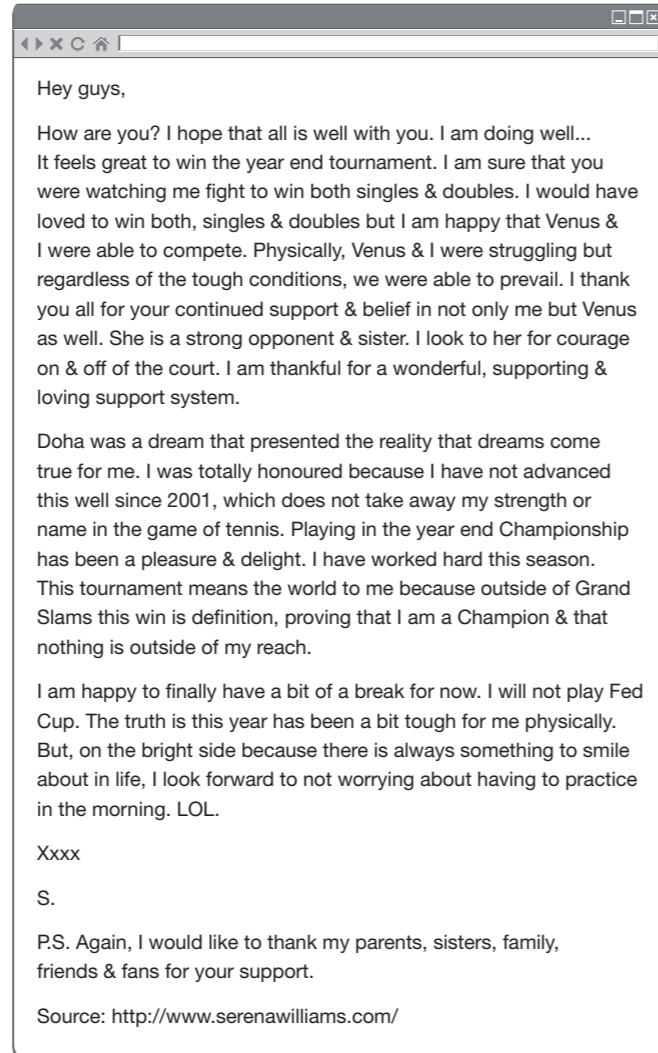 Hey guys,
How are you? I hope that all is well with you. I am doing well...
It feels great to win the year end tournament. I am sure that you
were watching me fight to win both singles & doubles. I would have
loved to win both, singles & doubles but I am happy that Venus &
I were able to compete. Physically, Venus & I were struggling but
regardless of the tough conditions, we were able to prevail. I thank
you all for your continued support & belief in not only me but Venus
as well. She is a strong opponent & sister. I look to her for courage
on & off of the court. I am thankful for a wonderful, supporting &
loving support system.
Doha was a dream that presented the reality that dreams come
true for me. I was totally honoured because I have not advanced
this well since 2001, which does not take away my strength or
name in the game of tennis. Playing in the year end Championship
has been a pleasure & delight. I have worked hard this season.
This tournament means the world to me because outside of Grand
Slams this win is definition, proving that I am a Champion & that
nothing is outside of my reach.
I am happy to finally have a bit of a break for now. I will not play Fed
Cup. The truth is this year has been a bit tough for me physically.
But, on the bright side because there is always something to smile
about in life, I look forward to not worrying about having to practice
in the morning. LOL.
Xxxx
S.
P.S. Again, I would like to thank my parents, sisters, family,
friends & fans for your support.
Source: http://www.serenawilliams.com/